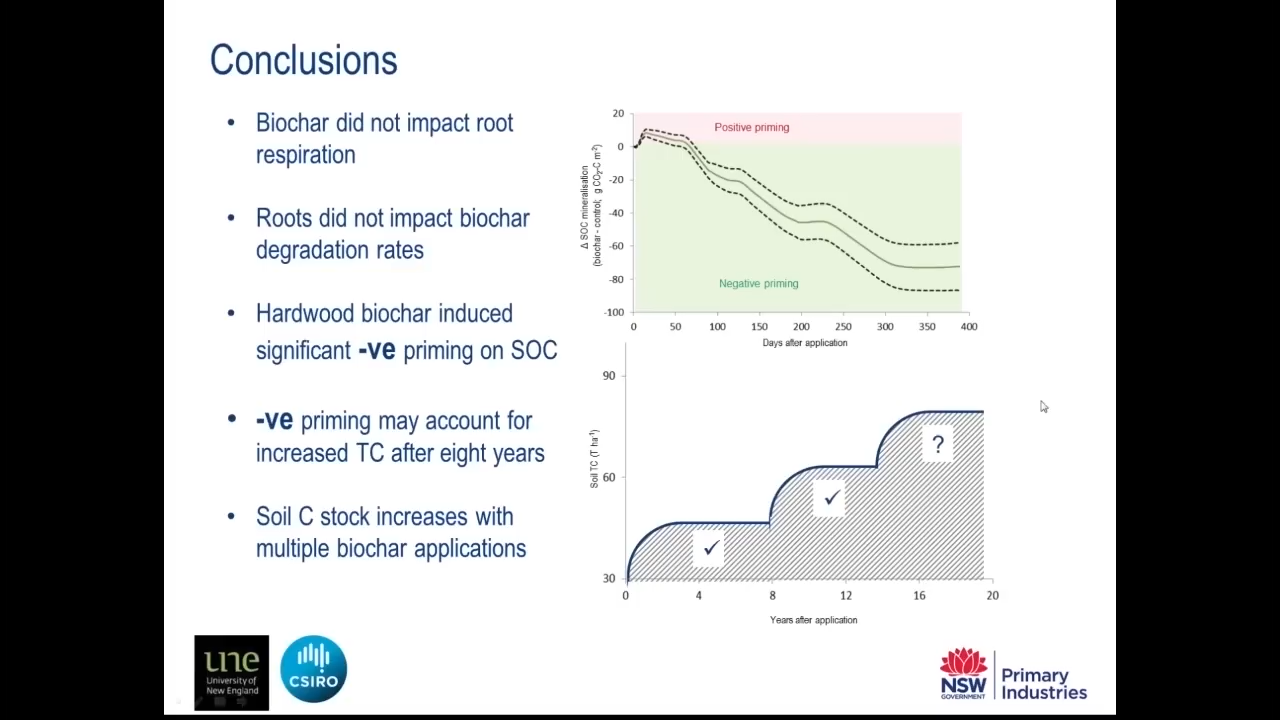 Conclusions
• Biochar did not impact root
respiration
• Roots did not impact biochar
degradation rates
• Hardwood biochar induced
significant -ve priming on SOC
• -ve priming may account for
increased TC after eight years
• Soil C stock increases with
multiple biochar applications
20
0
-20
-40
-60
-80
-100
Δ SOC mineralisation
(biochar - control; g CO₂-C m⁻²)
Positive priming
Negative priming
0 50 100 150 200 250 300 350 400
Days after application
90
60
30
Soil TC (T ha⁻¹)
✓
✓
?
0 4 8 12 16 20
Years after application
une
University of
New England
CSIRO
NSW
GOVERNMENT
Primary
Industries